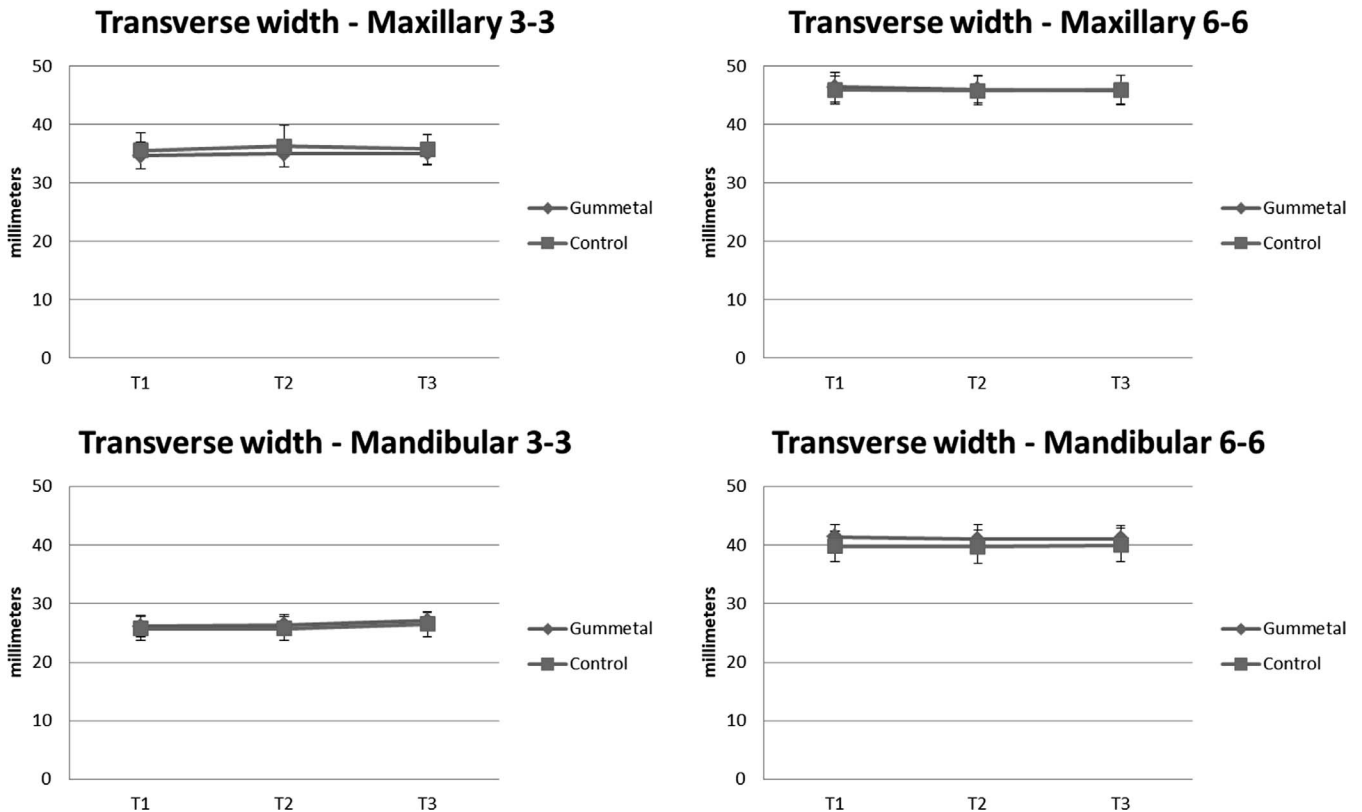 Transverse width - Maxillary 3-3
millimeters
50
40
30
20
10
0
T1 T2 T3
Gummetal
Control
Transverse width - Maxillary 6-6
millimeters
50
40
30
20
10
0
T1 T2 T3
Gummetal
Control
Transverse width - Mandibular 3-3
millimeters
50
40
30
20
10
0
T1 T2 T3
Gummetal
Control
Transverse width - Mandibular 6-6
millimeters
50
40
30
20
10
0
T1 T2 T3
Gummetal
Control